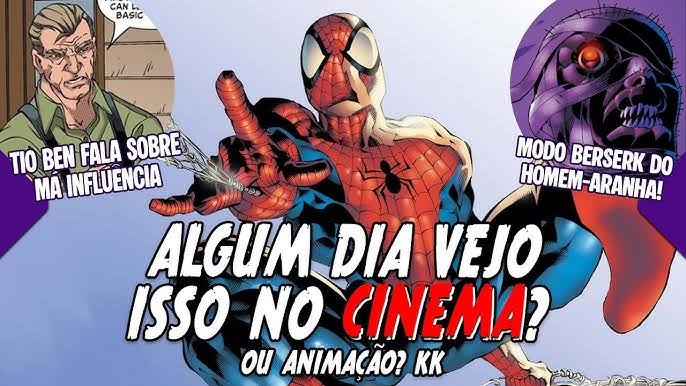 CAN LE
BASIC
TIO BEN FALA SOBRE
MÁ INFLUÊNCIA
MODO BERSERK DO
HOMEM-ARANHA!
ALGUM DIA VEJO
ISSO NO CINEMA?
OU ANIMAÇÃO? KK